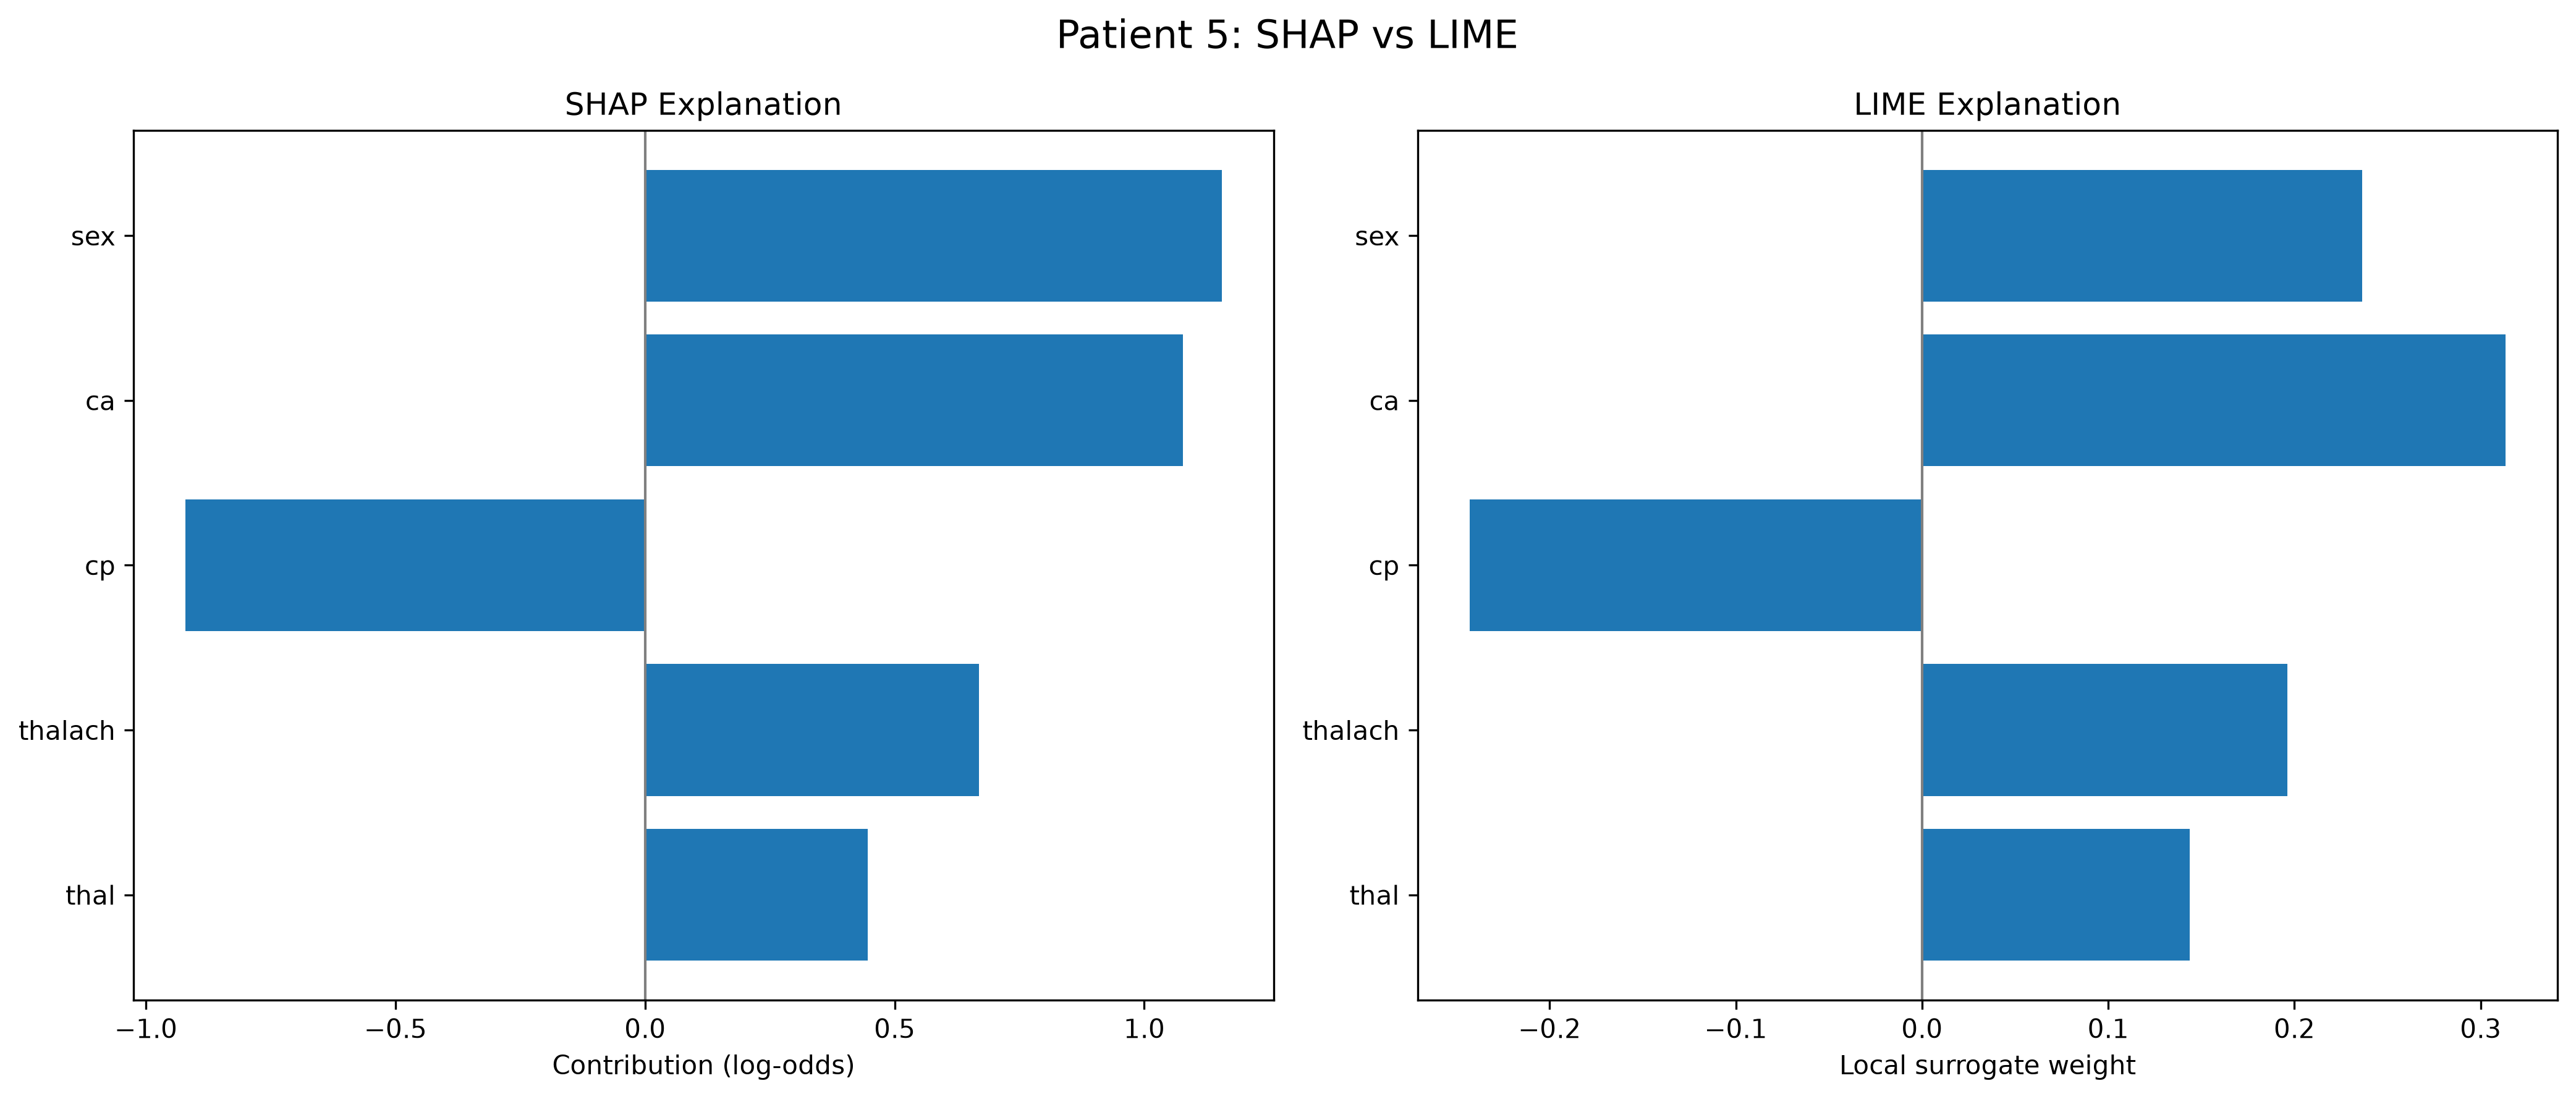 Patient 5: SHAP vs LIME
SHAP Explanation
sex
ca
cp
thalach
thal
−1.0 −0.5 0.0 0.5 1.0
Contribution (log-odds)
LIME Explanation
sex
ca
cp
thalach
thal
−0.2 −0.1 0.0 0.1 0.2 0.3
Local surrogate weight